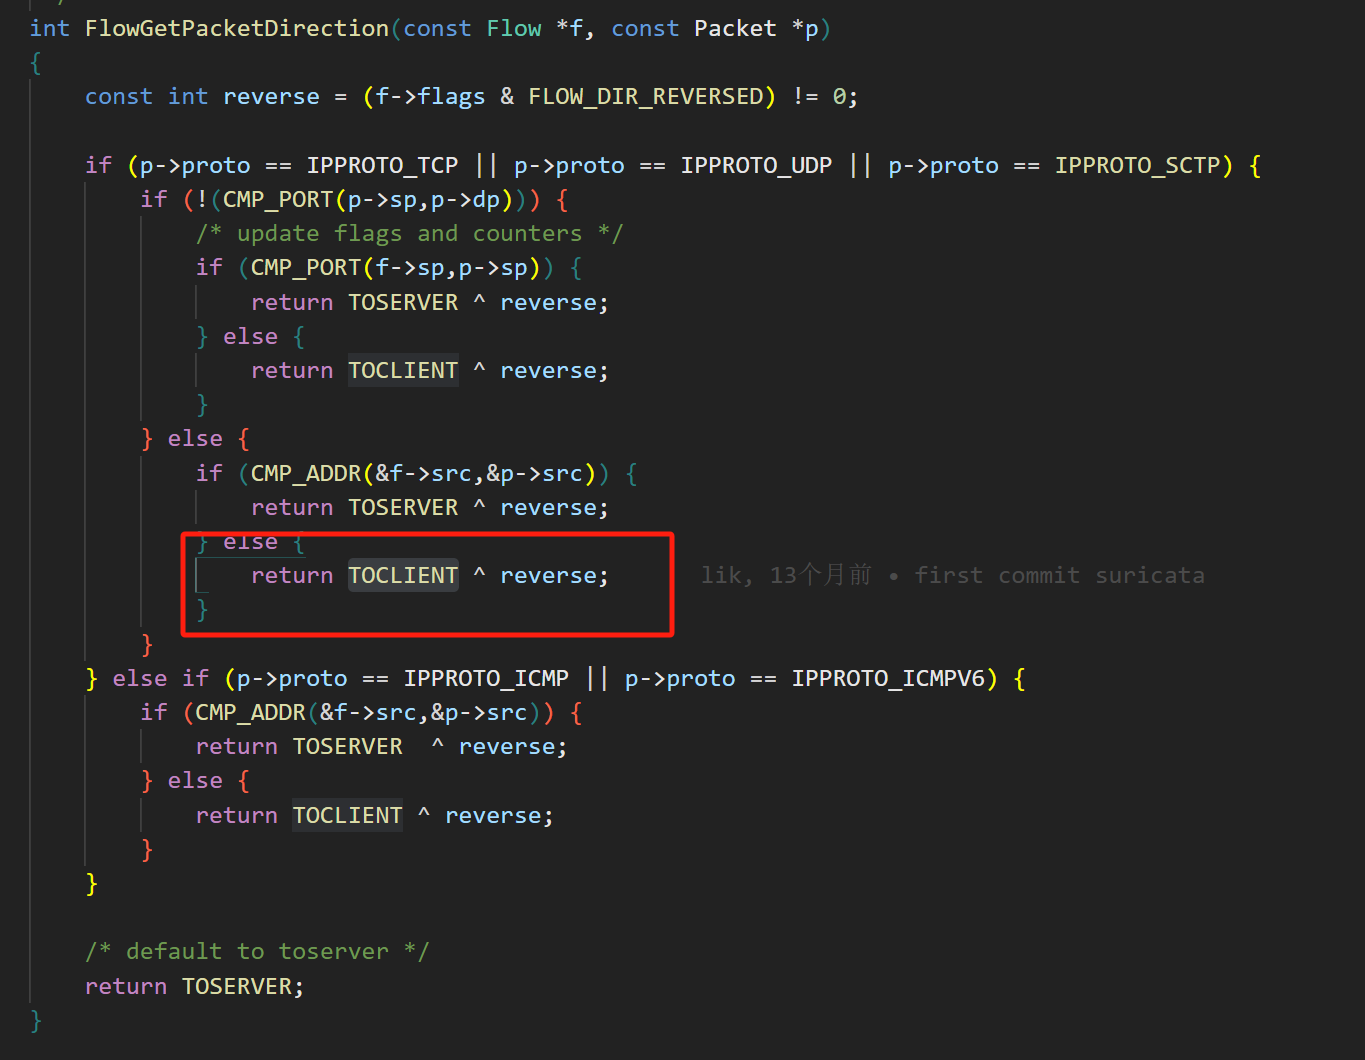 int FlowGetPacketDirection(const Flow *f, const Packet *p)
{
    const int reverse = (f->flags & FLOW_DIR_REVERSED) != 0;

    if (p->proto == IPPROTO_TCP || p->proto == IPPROTO_UDP || p->proto == IPPROTO_SCTP) {
        if (!(CMP_PORT(p->sp,p->dp))) {
            /* update flags and counters */
            if (CMP_PORT(f->sp,p->sp)) {
                return TOSERVER ^ reverse;
            } else {
                return TOCLIENT ^ reverse;
            }
        } else {
            if (CMP_ADDR(&f->src,&p->src)) {
                return TOSERVER ^ reverse;
            } else {
                return TOCLIENT ^ reverse; lik, 13个月前 • first commit suricata
            }
        }
    } else if (p->proto == IPPROTO_ICMP || p->proto == IPPROTO_ICMPV6) {
        if (CMP_ADDR(&f->src,&p->src)) {
            return TOSERVER  ^ reverse;
        } else {
            return TOCLIENT ^ reverse;
        }
    }

    /* default to toserver */
    return TOSERVER;
}